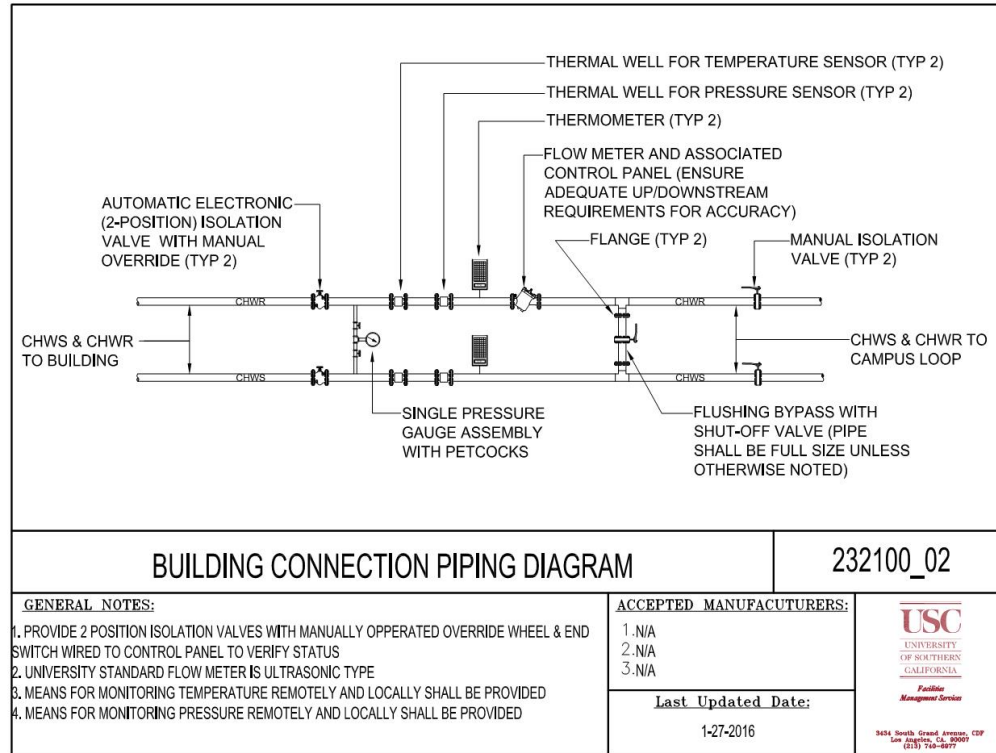 THERMAL WELL FOR TEMPERATURE SENSOR (TYP 2)
THERMAL WELL FOR PRESSURE SENSOR (TYP 2)
THERMOMETER (TYP 2)
FLOW METER AND ASSOCIATED
CONTROL PANEL (ENSURE
ADEQUATE UP/DOWNSTREAM
REQUIREMENTS FOR ACCURACY)
AUTOMATIC ELECTRONIC
(2-POSITION) ISOLATION
VALVE WITH MANUAL
OVERRIDE (TYP 2)
FLANGE (TYP 2)
MANUAL ISOLATION
VALVE (TYP 2)
CHWR
CHWR
CHWS & CHWR
TO BUILDING
CHWS & CHWR TO
CAMPUS LOOP
CHWS
CHWS
SINGLE PRESSURE
GAUGE ASSEMBLY
WITH PETCOCKS
FLUSHING BYPASS WITH
SHUT-OFF VALVE (PIPE
SHALL BE FULL SIZE UNLESS
OTHERWISE NOTED)
BUILDING CONNECTION PIPING DIAGRAM
232100_02
GENERAL NOTES:
1. PROVIDE 2 POSITION ISOLATION VALVES WITH MANUALLY OPPERATED OVERRIDE WHEEL & END
SWITCH WIRED TO CONTROL PANEL TO VERIFY STATUS
2. UNIVERSITY STANDARD FLOW METER IS ULTRASONIC TYPE
3. MEANS FOR MONITORING TEMPERATURE REMOTELY AND LOCALLY SHALL BE PROVIDED
4. MEANS FOR MONITORING PRESSURE REMOTELY AND LOCALLY SHALL BE PROVIDED
ACCEPTED MANUFACUTURERS:
1.N/A
2.N/A
3.N/A
Last Updated Date:
1-27-2016
USC
UNIVERSITY
OF SOUTHERN
CALIFORNIA
Facilities
Management Services
3434 South Grand Avenue, CDF
Los Angeles, CA. 90007
(213) 740-6977